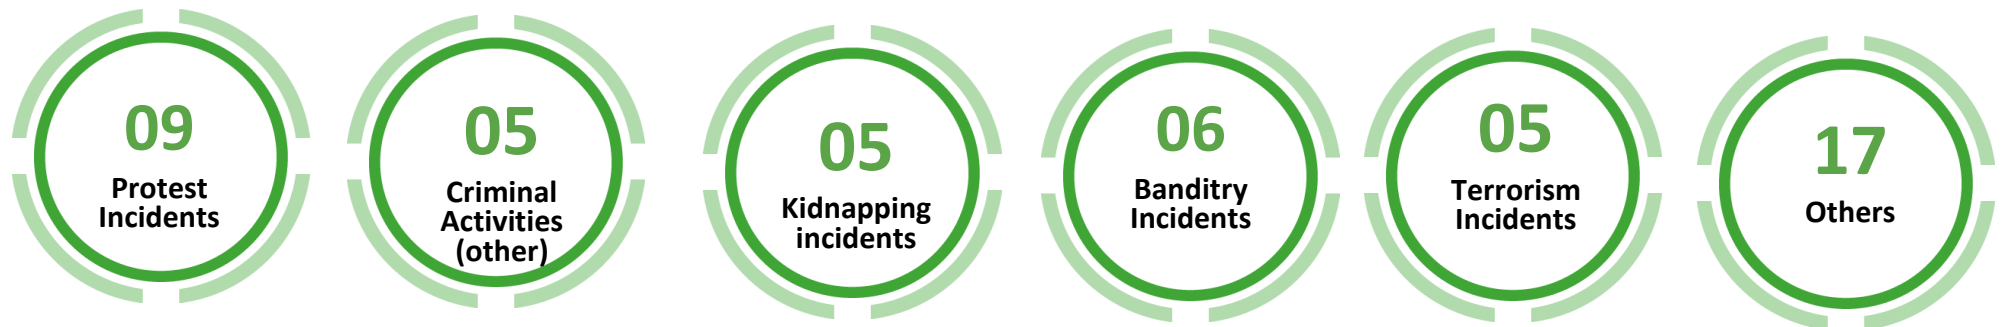 09
Protest
Incidents
05
Criminal
Activities
(other)
05
Kidnapping
incidents
06
Banditry
Incidents
05
Terrorism
Incidents
17
Others